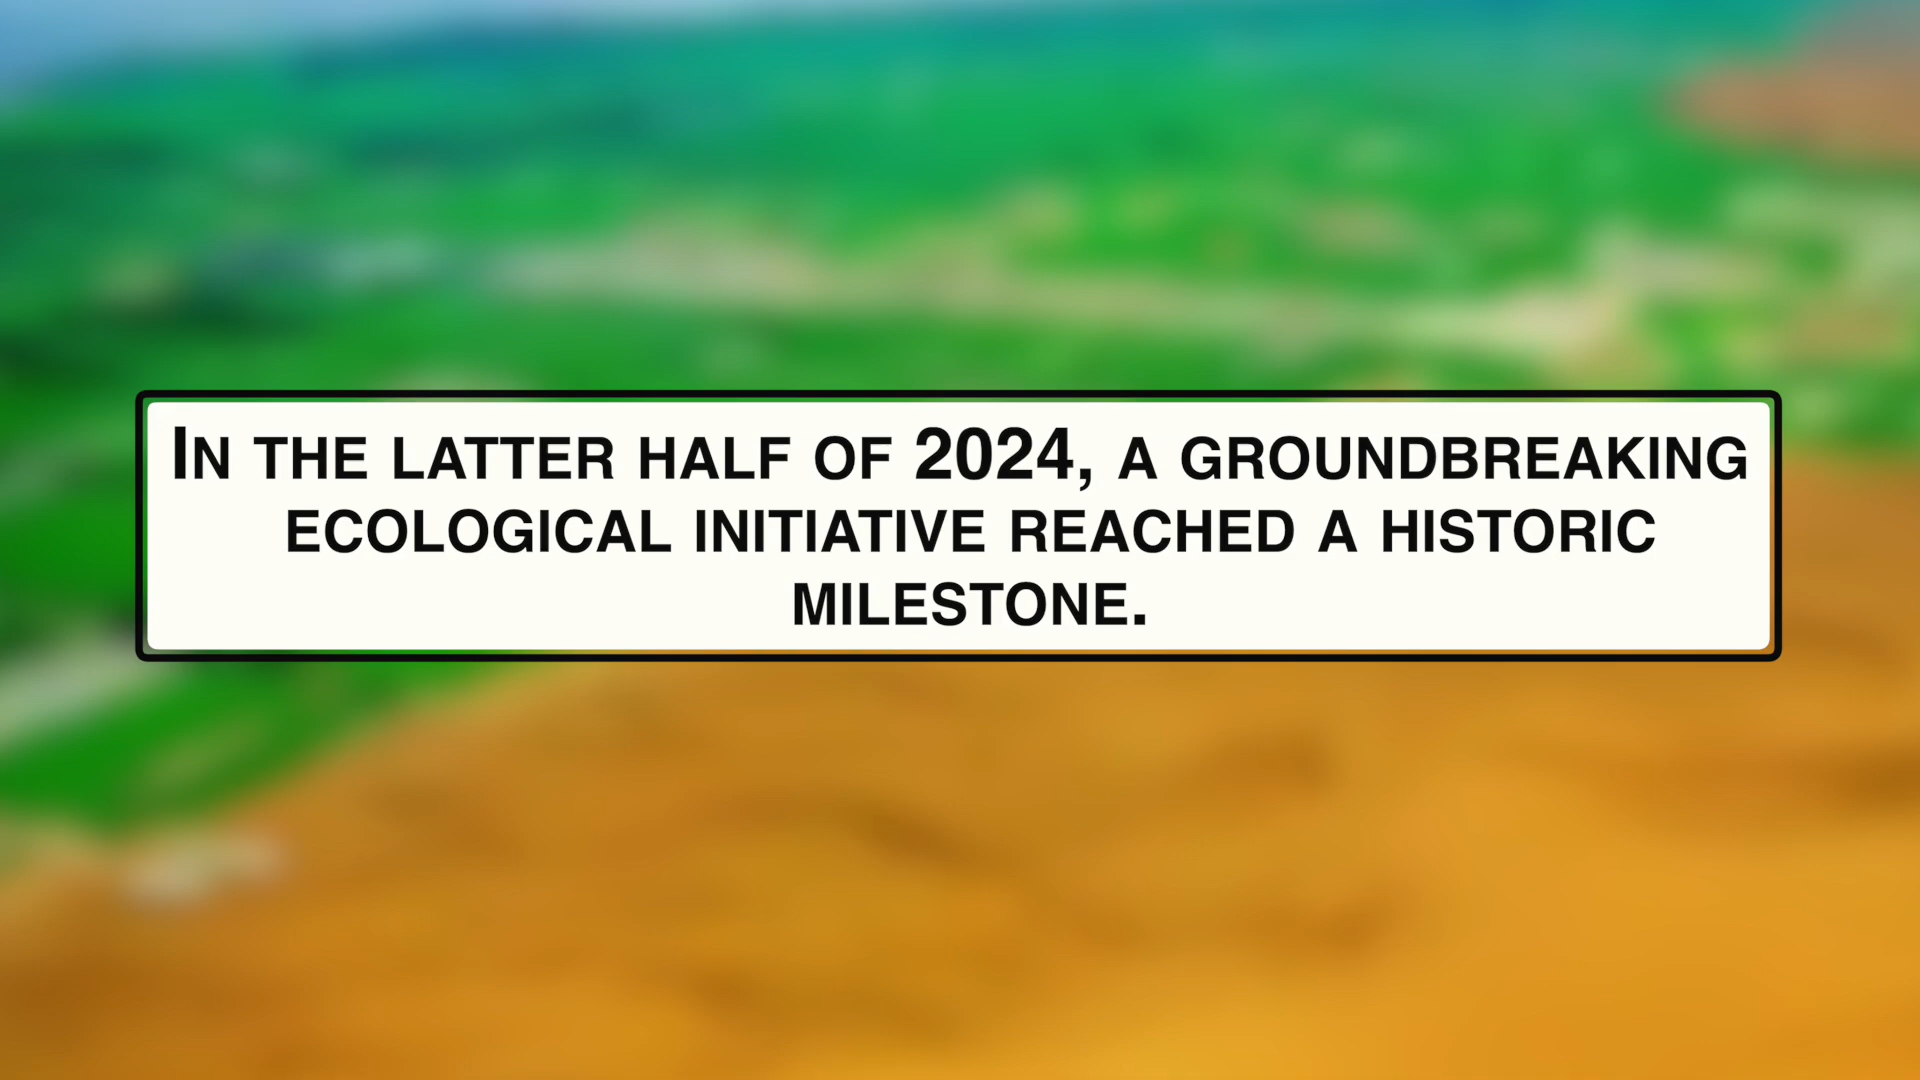 In the latter half of 2024, a groundbreaking
ecological initiative reached a historic
milestone.